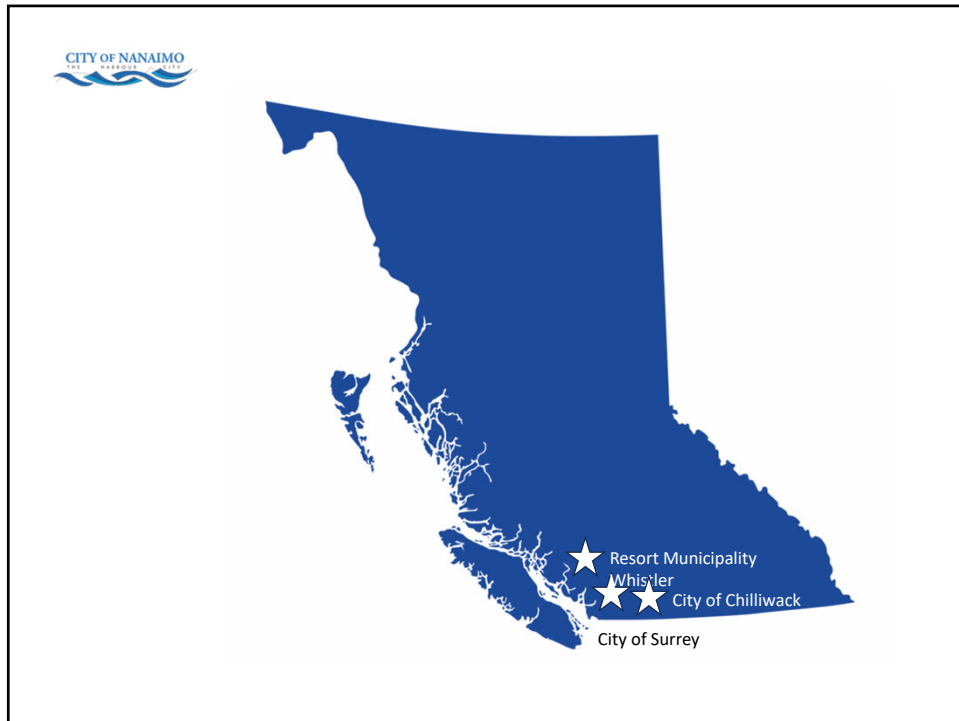 CITY OF NANAIMO
THE HARBOUR CITY
Resort Municipality
Whistler
City of Chilliwack
City of Surrey